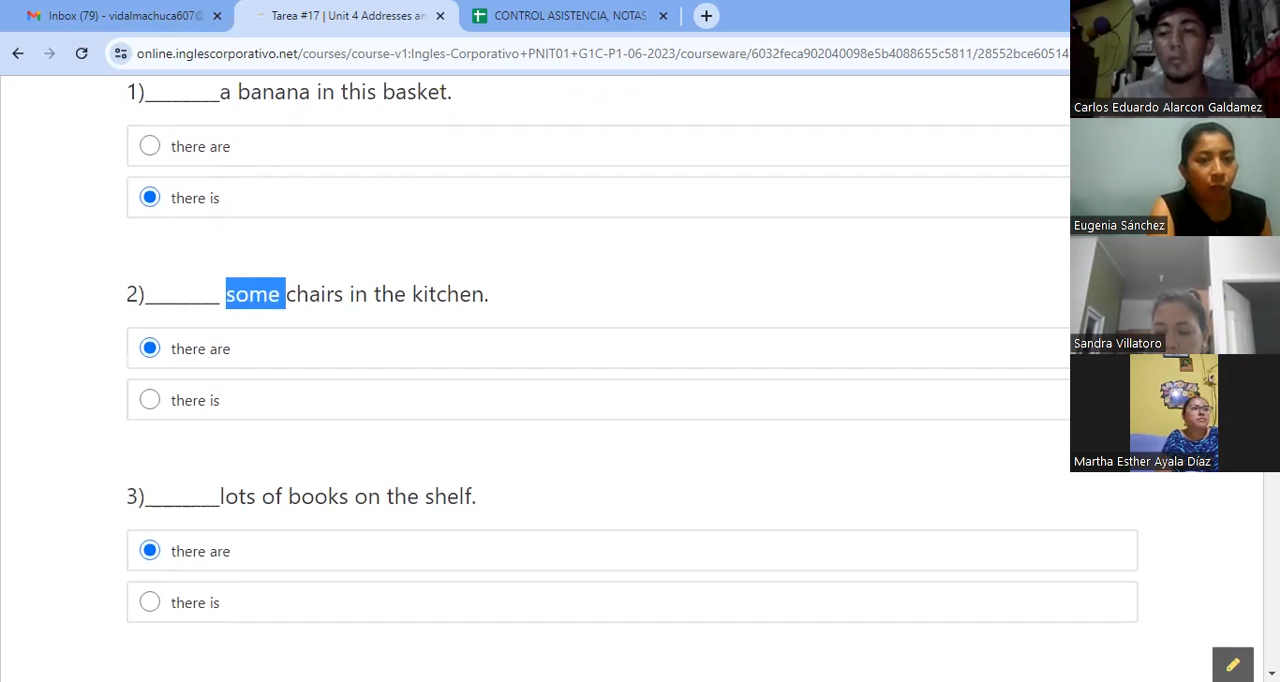 Inbox (79) - vidalmachuca607@
Tarea #17 | Unit 4 Addresses an
CONTROL ASISTENCIA, NOTAS
online.inglescorporativo.net/courses/course-v1:Ingles-Corporativo+PNIT01+G1C-P1-06-2023/courseware/6032feca902040098e5b4088655c5811/28552bce60514
1)_______a banana in this basket.
there are
there is
2)_______ some chairs in the kitchen.
there are
there is
3)_______lots of books on the shelf.
there are
there is
Carlos Eduardo Alarcon Galdamez
Eugenia Sánchez
Sandra Villatoro
Martha Esther Ayala Díaz